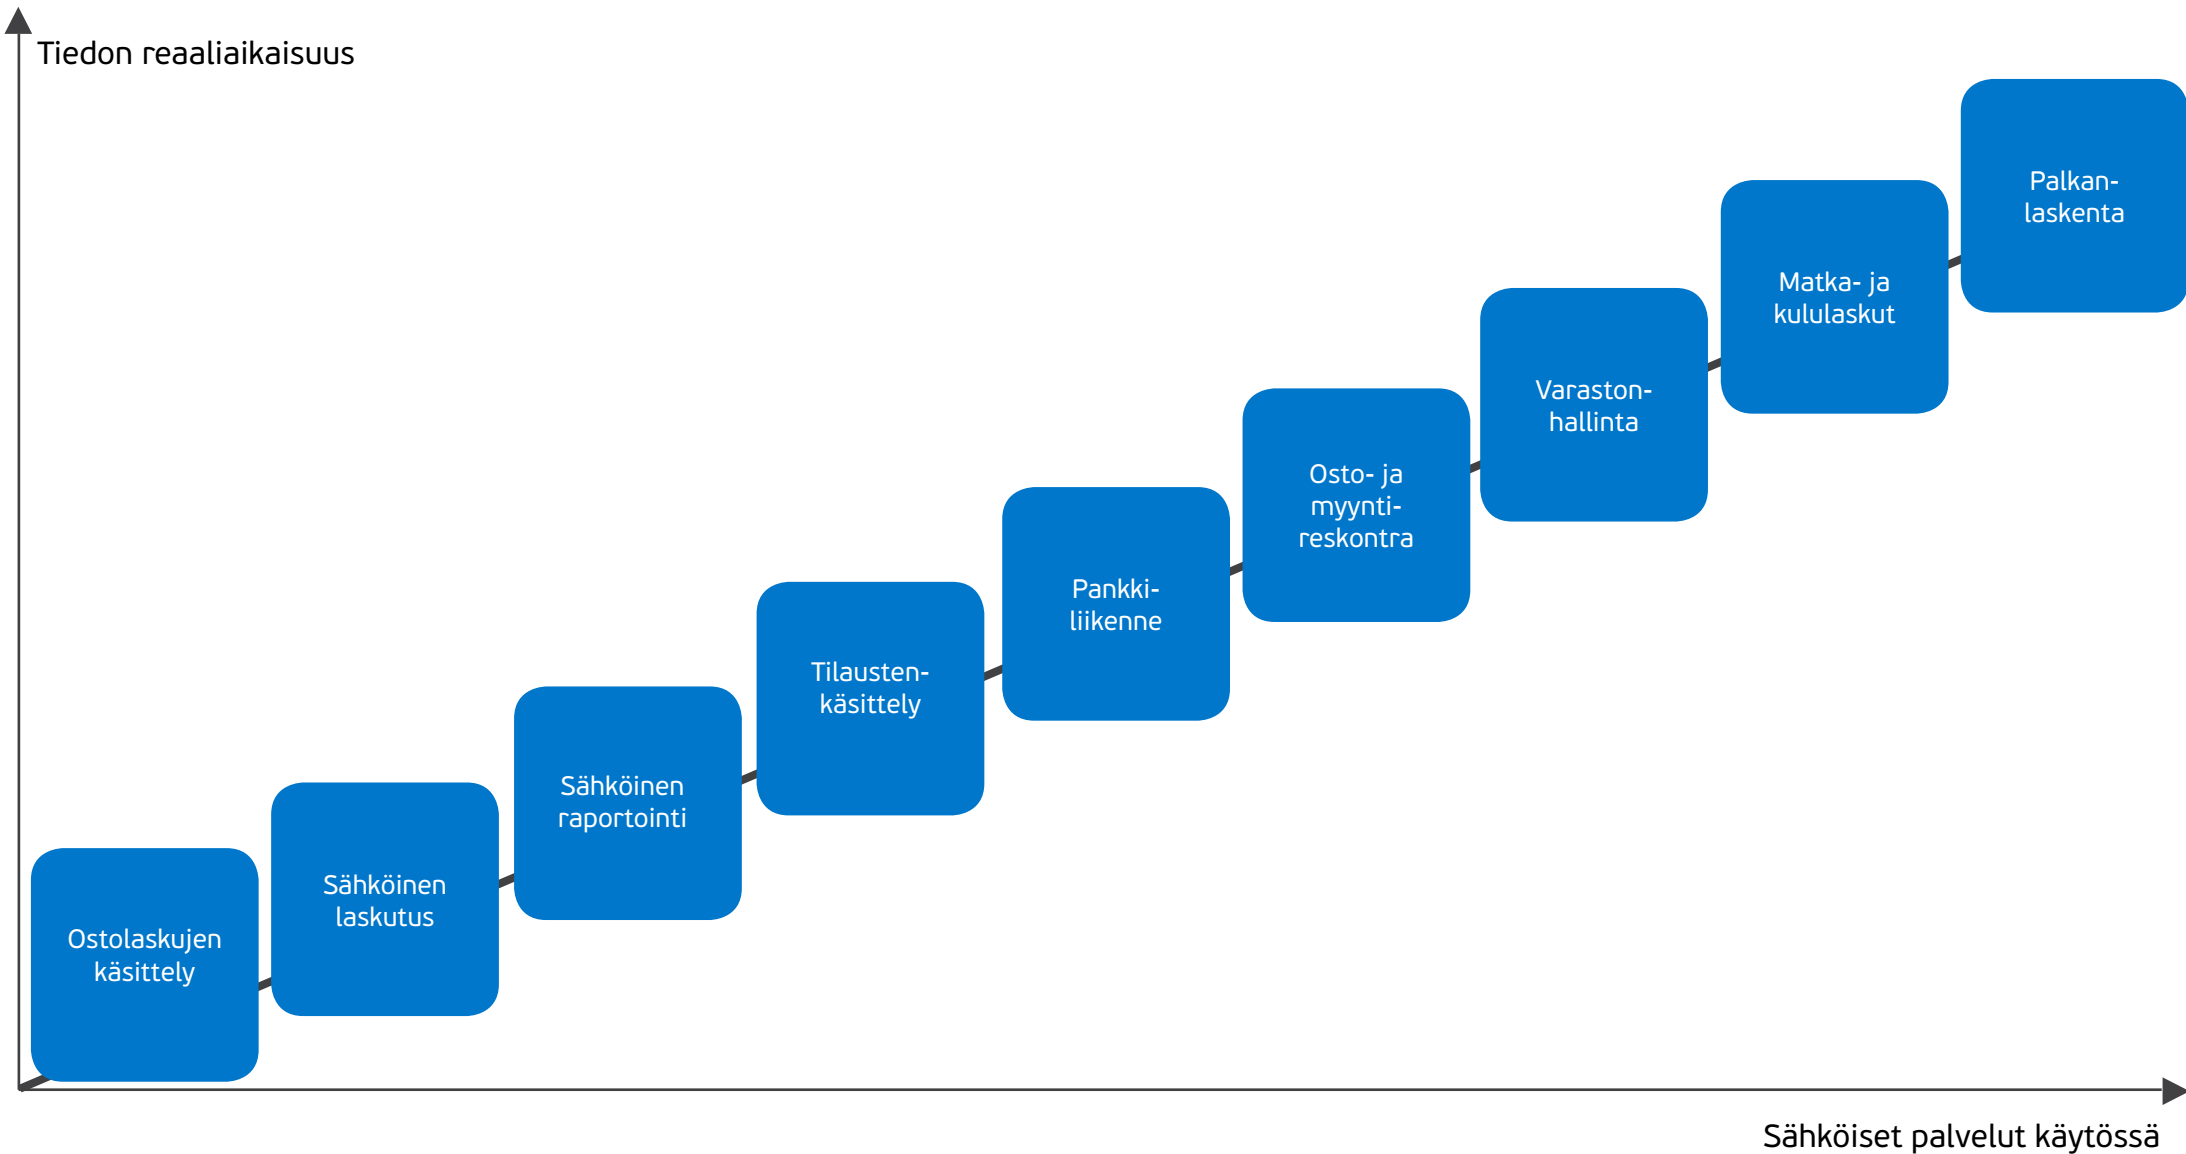 Tiedon reaaliaikaisuus
Ostolaskujen
käsittely
Sähköinen
laskutus
Sähköinen
raportointi
Tilausten-
käsittely
Pankki-
liikenne
Osto- ja
myynti-
reskontra
Varaston-
hallinta
Matka- ja
kululaskut
Palkan-
laskenta
Sähköiset palvelut käytössä